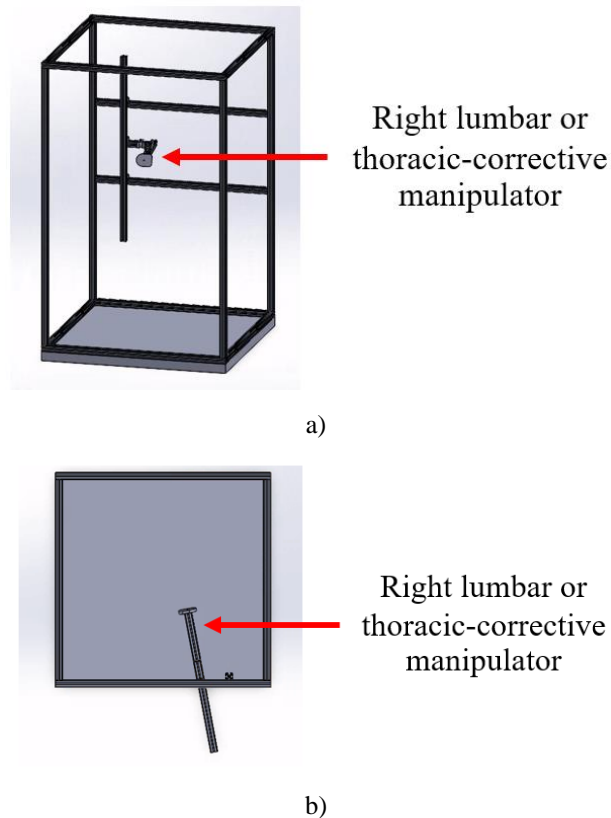 Right lumbar or
thoracic-corrective
manipulator
a)
Right lumbar or
thoracic-corrective
manipulator
b)